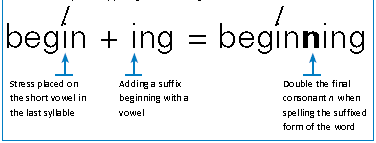 begin + ing = beginning
Stress placed on
the short vowel in
the last syllable
Adding a suffix
beginning with a
vowel
Double the final
consonant n when
spelling the suffixed
form of the word